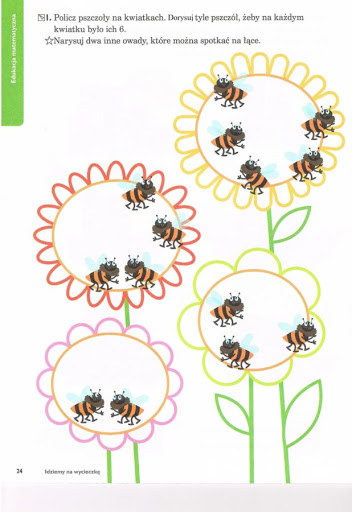 Edukacja matematyczna
1. Policz pszczoły na kwiatkach. Dorysuj tyle pszczół, żeby na każdym
kwiatku było ich 6.
☆Narysuj dwa inne owady, które można spotkać na łące.
24 Idziemy na wycieczkę